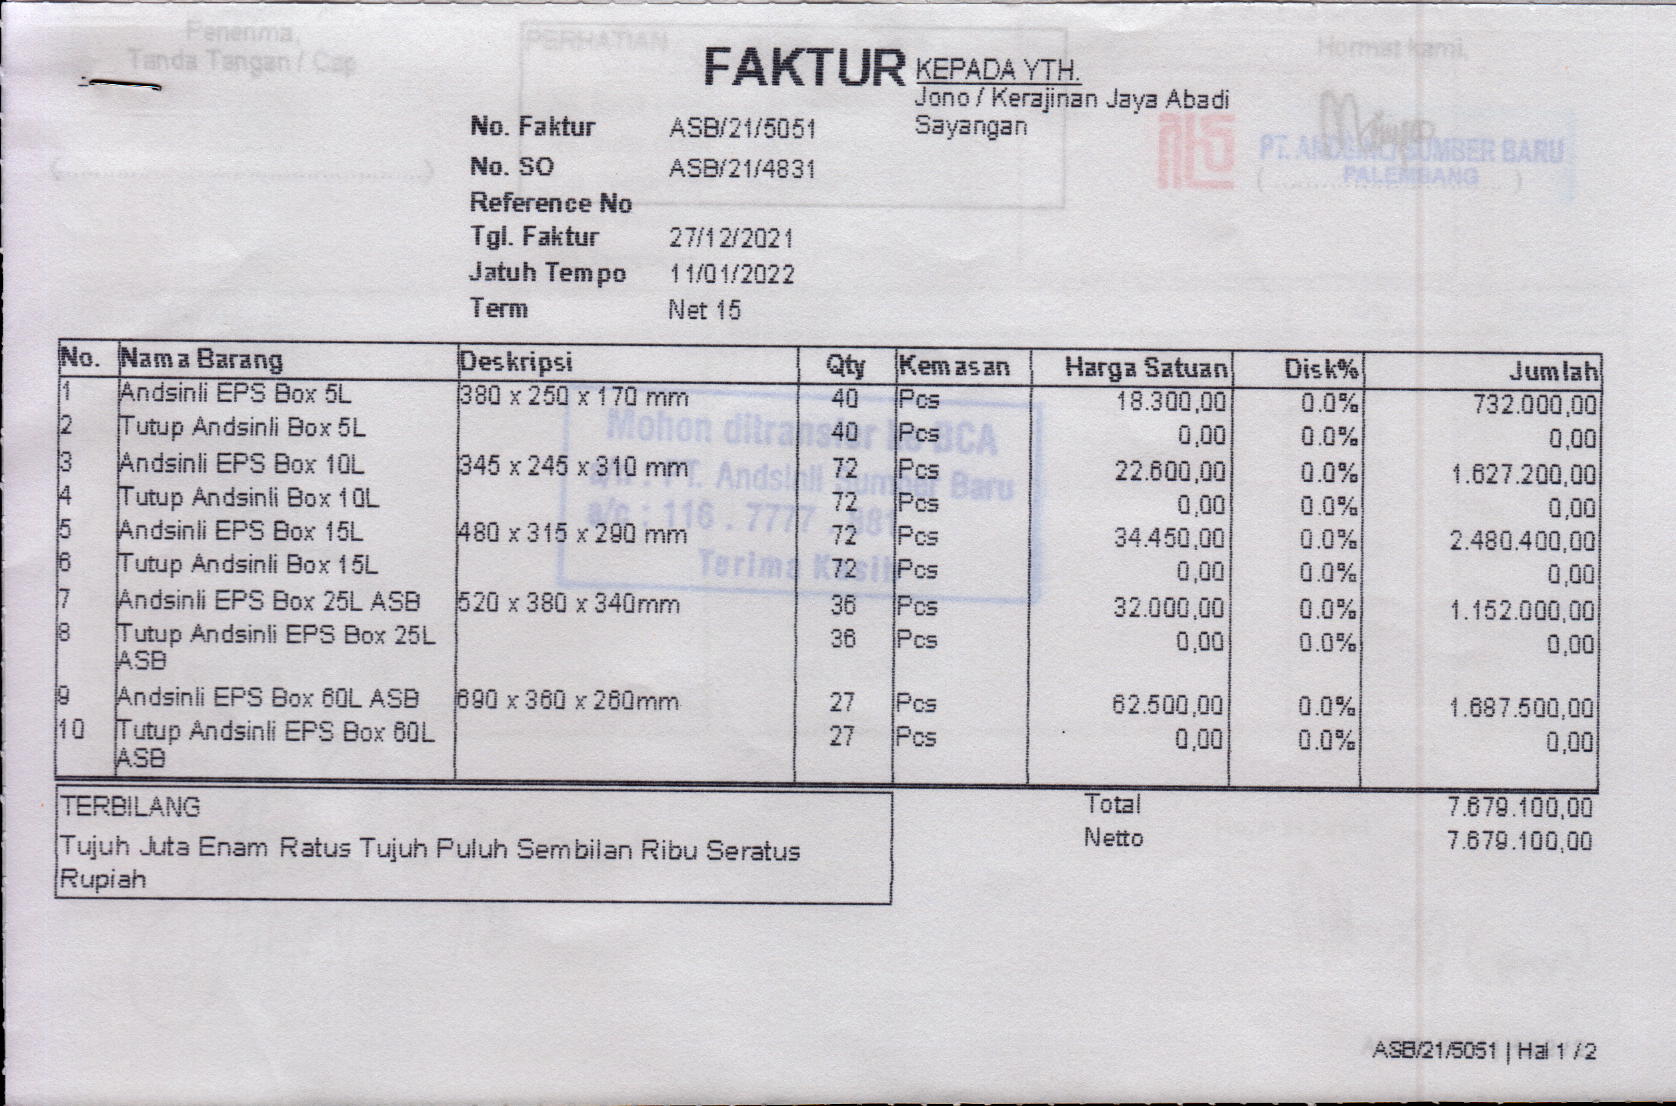 Penerima,
Tanda Tangan / Cap
PERHATIAN
Hormat kami,
FAKTUR
KEPADA YTH.
Jono / Kerajinan Jaya Abadi
Sayangan
PT. ANDSINLI SUMBER BARU
PALEMBANG
No. Faktur ASB/21/5051
No. SO ASB/21/4831
Reference No
Tgl. Faktur 27/12/2021
Jatuh Tempo 11/01/2022
Term Net 15
No. Nama Barang Deskripsi Qty Kemasan Harga Satuan Disk% Jumlah
1 Andsinli EPS Box 5L 380 x 250 x 170 mm 40 Pcs 18.300,00 0.0% 732.000,00
2 Tutup Andsinli Box 5L 40 Pcs 0,00 0.0% 0,00
3 Andsinli EPS Box 10L 345 x 245 x 310 mm 72 Pcs 22.600,00 0.0% 1.627.200,00
4 Tutup Andsinli Box 10L 72 Pcs 0,00 0.0% 0,00
5 Andsinli EPS Box 15L 480 x 315 x 290 mm 72 Pcs 34.450,00 0.0% 2.480.400,00
6 Tutup Andsinli Box 15L 72 Pcs 0,00 0.0% 0,00
7 Andsinli EPS Box 25L ASB 520 x 380 x 340mm 36 Pcs 32.000,00 0.0% 1.152.000,00
8 Tutup Andsinli EPS Box 25L 36 Pcs 0,00 0.0% 0,00
ASB
9 Andsinli EPS Box 60L ASB 690 x 360 x 260mm 27 Pcs 62.500,00 0.0% 1.687.500,00
10 Tutup Andsinli EPS Box 60L 27 Pcs 0,00 0.0% 0,00
ASB
Mohon ditransfer ke BCA
a/n : PT. Andsinli Sumber Baru
a/c : 116 . 7777 . 881
Terima Kasih
TERBILANG
Tujuh Juta Enam Ratus Tujuh Puluh Sembilan Ribu Seratus
Rupiah
Total 7.679.100,00
Netto 7.679.100,00
ASB/21/5051 | Hal 1 / 2